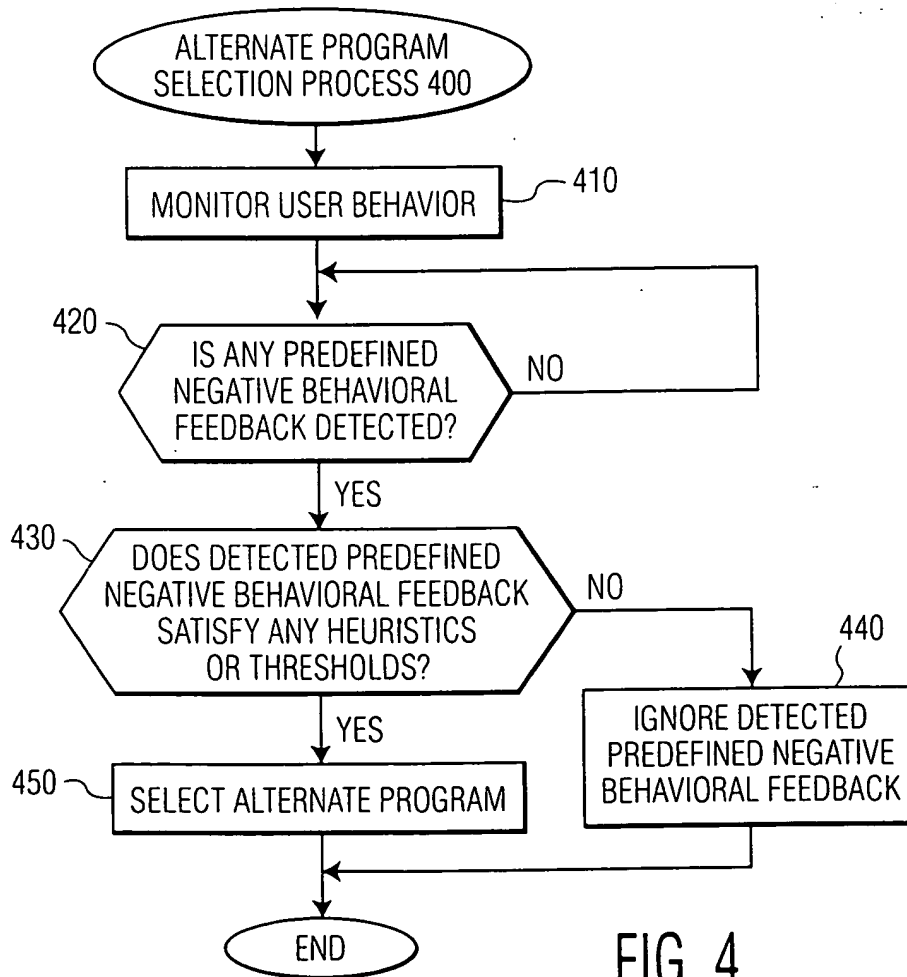 ALTERNATE PROGRAM
SELECTION PROCESS 400
MONITOR USER BEHAVIOR
410
420
IS ANY PREDEFINED
NEGATIVE BEHAVIORAL
FEEDBACK DETECTED?
NO
YES
430
DOES DETECTED PREDEFINED
NEGATIVE BEHAVIORAL FEEDBACK
SATISFY ANY HEURISTICS
OR THRESHOLDS?
NO
440
YES
IGNORE DETECTED
PREDEFINED NEGATIVE
BEHAVIORAL FEEDBACK
450
SELECT ALTERNATE PROGRAM
END
FIG. 4